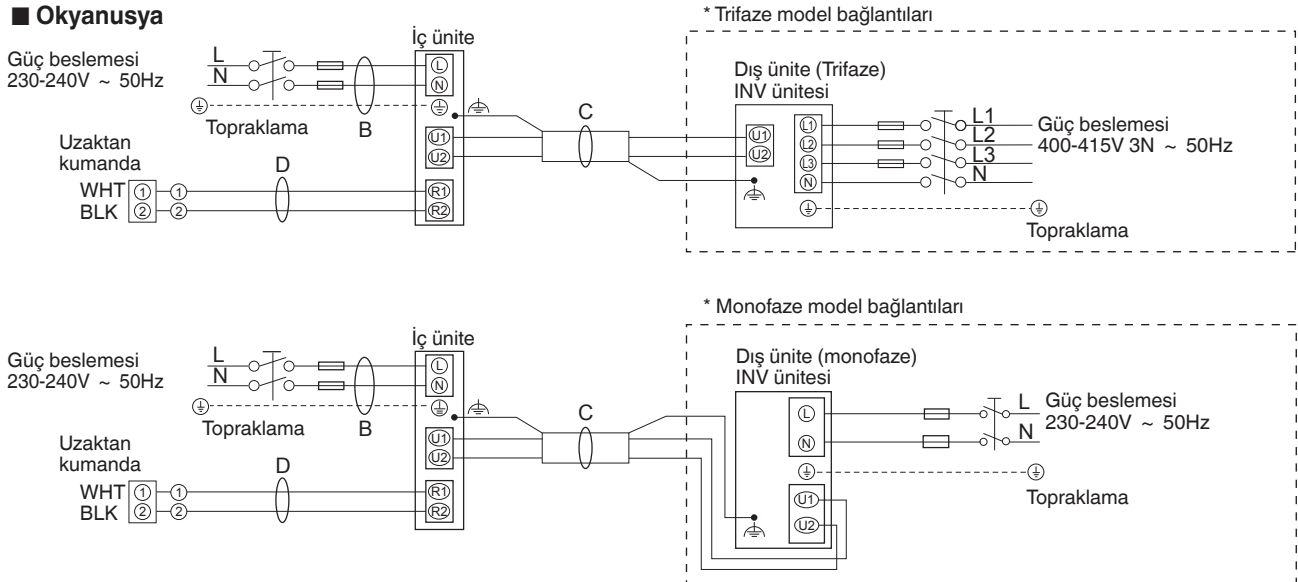 ■ Okyanusya
* Trifaze model bağlantıları
Güç beslemesi
230-240V ~ 50Hz
L
N
İç ünite
L
N
Topraklama
B
C
U1
U2
Uzaktan
kumanda
D
WHT 1 1
BLK 2 2
R1
R2
Dış ünite (Trifaze)
INV ünitesi
U1
U2
L1
L2
L3
N
L1
L2
L3
N
Güç beslemesi
400-415V 3N ~ 50Hz
Topraklama
* Monofaze model bağlantıları
Güç beslemesi
230-240V ~ 50Hz
L
N
İç ünite
L
N
Topraklama
B
C
U1
U2
Uzaktan
kumanda
D
WHT 1 1
BLK 2 2
R1
R2
Dış ünite (monofaze)
INV ünitesi
L
N
L
N
Güç beslemesi
230-240V ~ 50Hz
Topraklama
U1
U2